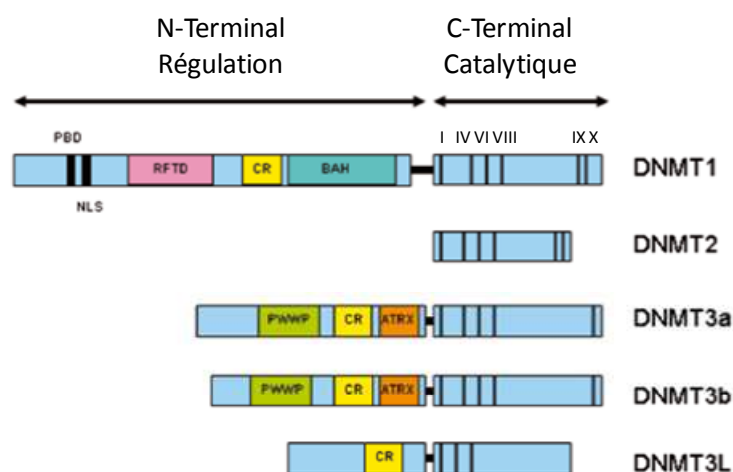 N-Terminal
Régulation
C-Terminal
Catalytique
PBD
I IV VI VIII IX X
RFTD CR BAH DNMT1
NLS
DNMT2
PWWP CR ATRX DNMT3a
PWWP CR ATRX DNMT3b
CR DNMT3L